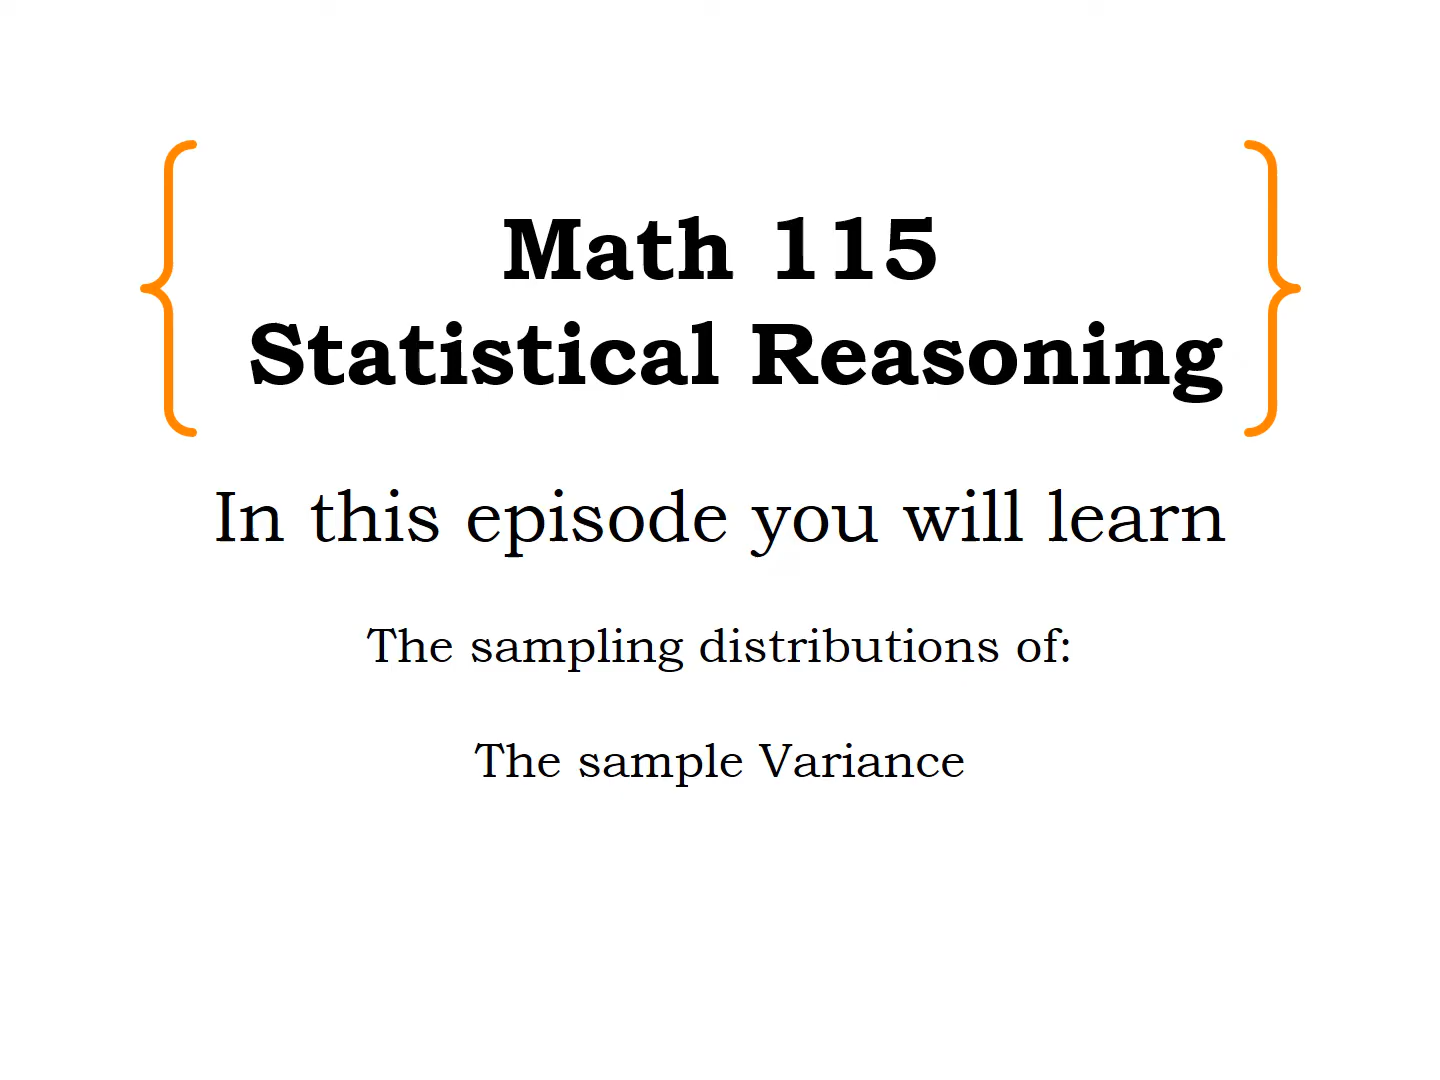 Math 115
Statistical Reasoning
In this episode you will learn
The sampling distributions of:
The sample Variance